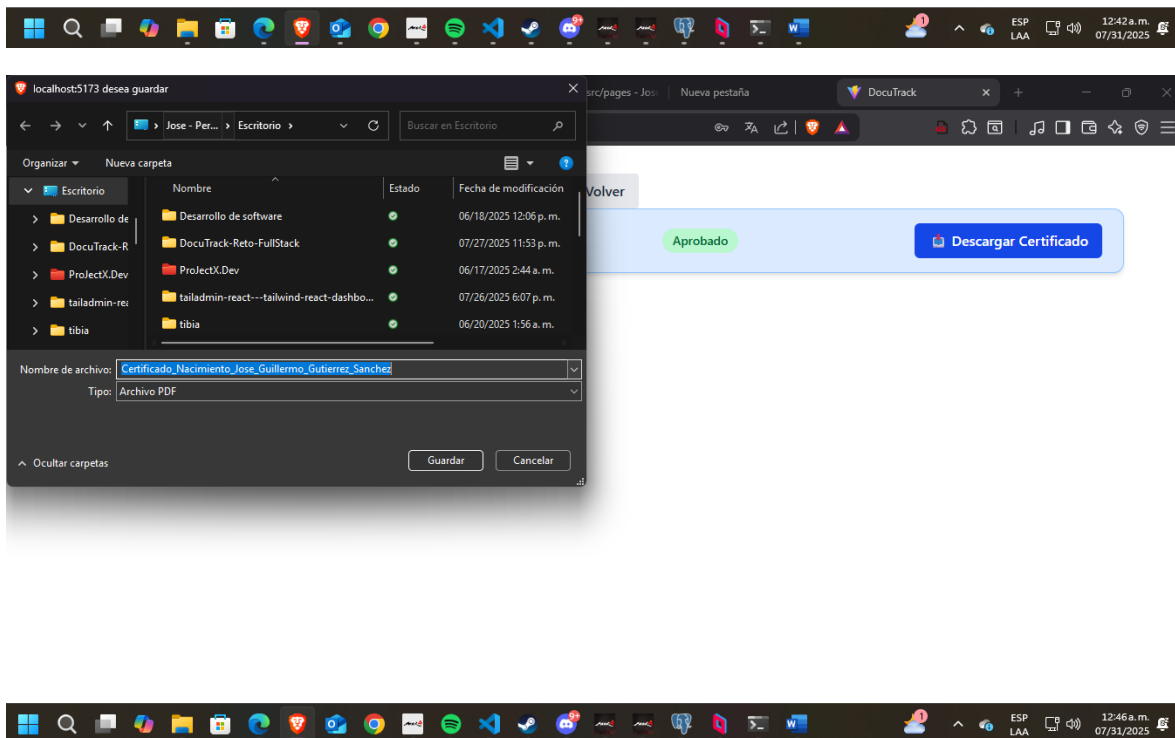 9+
1
ESP
LAA
12:42 a. m.
07/31/2025
localhost:5173 desea guardar
src/pages - Jos
Nueva pestaña
DocuTrack
Jose - Per... > Escritorio >
Buscar en Escritorio
Organizar
Nueva carpeta
Volver
Nombre
Estado
Fecha de modificación
Escritorio
Desarrollo de
DocuTrack-R
ProJectX.Dev
tailadmin-rea
tibia
Desarrollo de software
06/18/2025 12:06 p. m.
DocuTrack-Reto-FullStack
07/27/2025 11:53 p. m.
ProJectX.Dev
06/17/2025 2:44 a. m.
tailadmin-react---tailwind-react-dashbo...
07/26/2025 6:07 p. m.
tibia
06/20/2025 1:56 a. m.
Aprobado
Descargar Certificado
Nombre de archivo: Certificado_Nacimiento_Jose_Guillermo_Gutierrez_Sanchez
Tipo: Archivo PDF
Ocultar carpetas
Guardar
Cancelar
9+
1
ESP
LAA
12:46 a. m.
07/31/2025